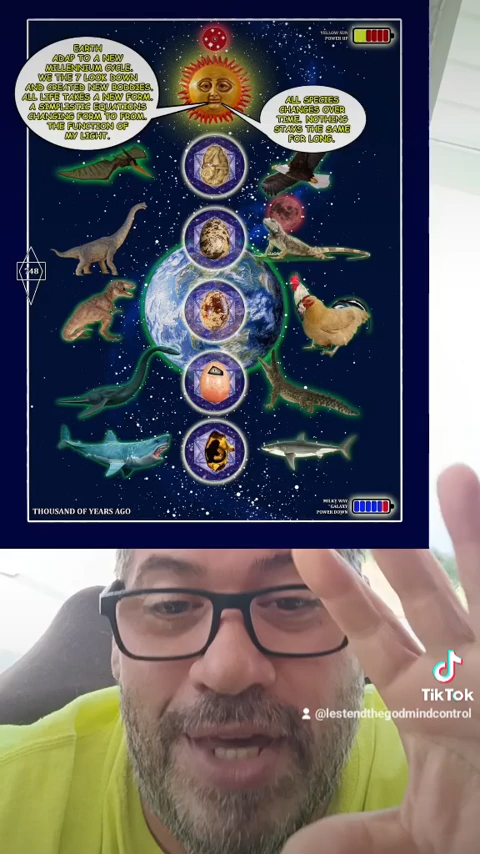 YELLOW SUN
POWER UP
EARTH
ADAP TO A NEW
MILLENNIUM CYCLE.
WE THE 7 LOOK DOWN
AND CREATED NEW BODDIES.
ALL LIFE TAKES A NEW FORM.
A SIMPLISTIC EQUATIONS
CHANGING FORM TO FROM.
THE FUNCTION OF
MY LIGHT.
ALL SPECIES
CHANGES OVER
TIME. NOTHING
STAYS THE SAME
FOR LONG.
748
THOUSAND OF YEARS AGO
MILKY WAY
GALAXY
POWER DOWN
TikTok
@lestendthegodmindcontrol